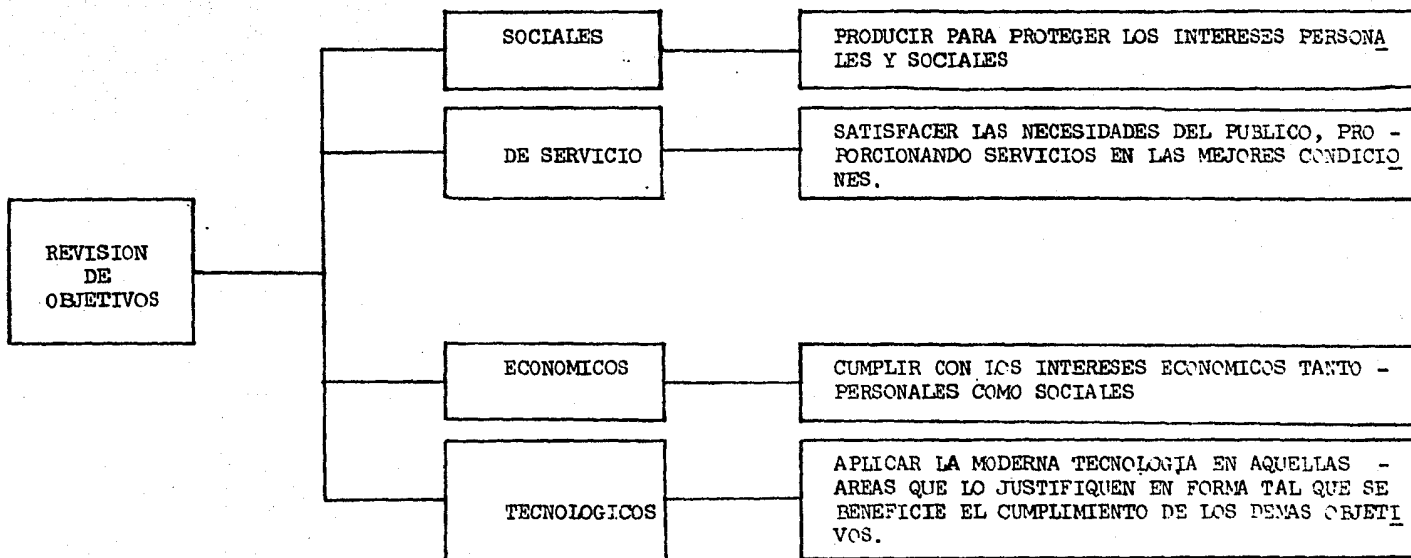 SOCIALES
PRODUCIR PARA PROTEGER LOS INTERESES PERSONA
LES Y SOCIALES
DE SERVICIO
SATISFACER LAS NECESIDADES DEL PUBLICO, PRO -
PORCIONANDO SERVICIOS EN LAS MEJORES CONDICIO
NES.
REVISION
DE
OBJETIVOS
ECONOMICOS
CUMPLIR CON LOS INTERESES ECONOMICOS TANTO -
PERSONALES COMO SOCIALES
TECNOLOGICOS
APLICAR LA MODERNA TECNOLOGIA EN AQUELLAS -
AREAS QUE LO JUSTIFIQUEN EN FORMA TAL QUE SE
BENEFICIE EL CUMPLIMIENTO DE LOS DEMAS OBJETI
VOS.